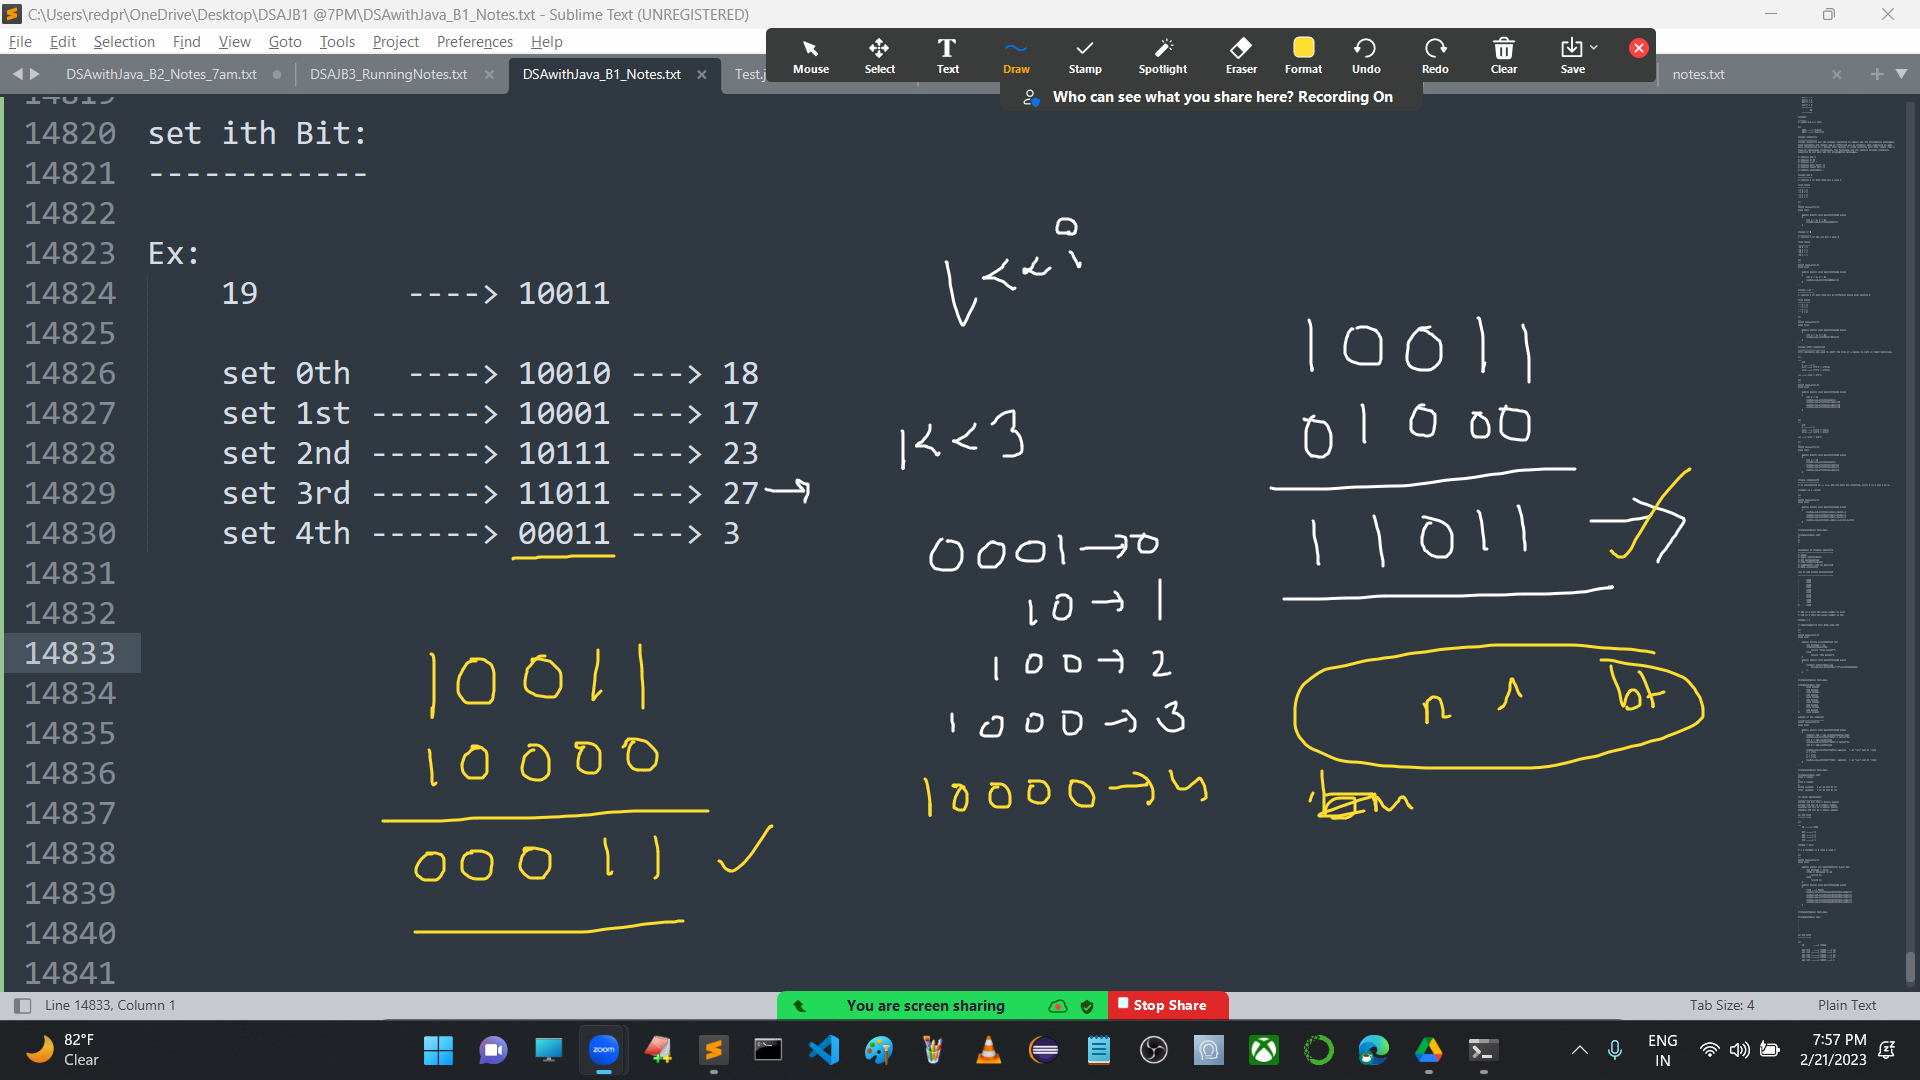 C:\Users\redpr\OneDrive\Desktop\DSAJB1 @7PM\DSAwithJava_B1_Notes.txt - Sublime Text (UNREGISTERED)
File Edit Selection Find View Goto Tools Project Preferences Help
Mouse Select Text Draw Stamp Spotlight Eraser Format Undo Redo Clear Save
DSAwithJava_B2_Notes_7am.txt DSAJB3_RunningNotes.txt DSAwithJava_B1_Notes.txt Test.j notes.txt
Who can see what you share here? Recording On
14819
14820 set ith Bit:
14821 ------------
14822
14823 Ex:
14824 19 ----> 10011
14825
14826 set 0th ----> 10010 ---> 18
14827 set 1st ------> 10001 ---> 17
14828 set 2nd ------> 10111 ---> 23
14829 set 3rd ------> 11011 ---> 27
14830 set 4th ------> 00011 ---> 3
14831
14832
14833
14834
14835
14836
14837
14838
14839
14840
14841
1<<3
0001→0
10→1
100→2
1000→3
10000→4
10011
01000
11011
n ^
10011
10000
00011 ✓
Line 14833, Column 1
You are screen sharing Stop Share
Tab Size: 4 Plain Text
82°F
Clear
zoom
ENG
IN
7:57 PM
2/21/2023